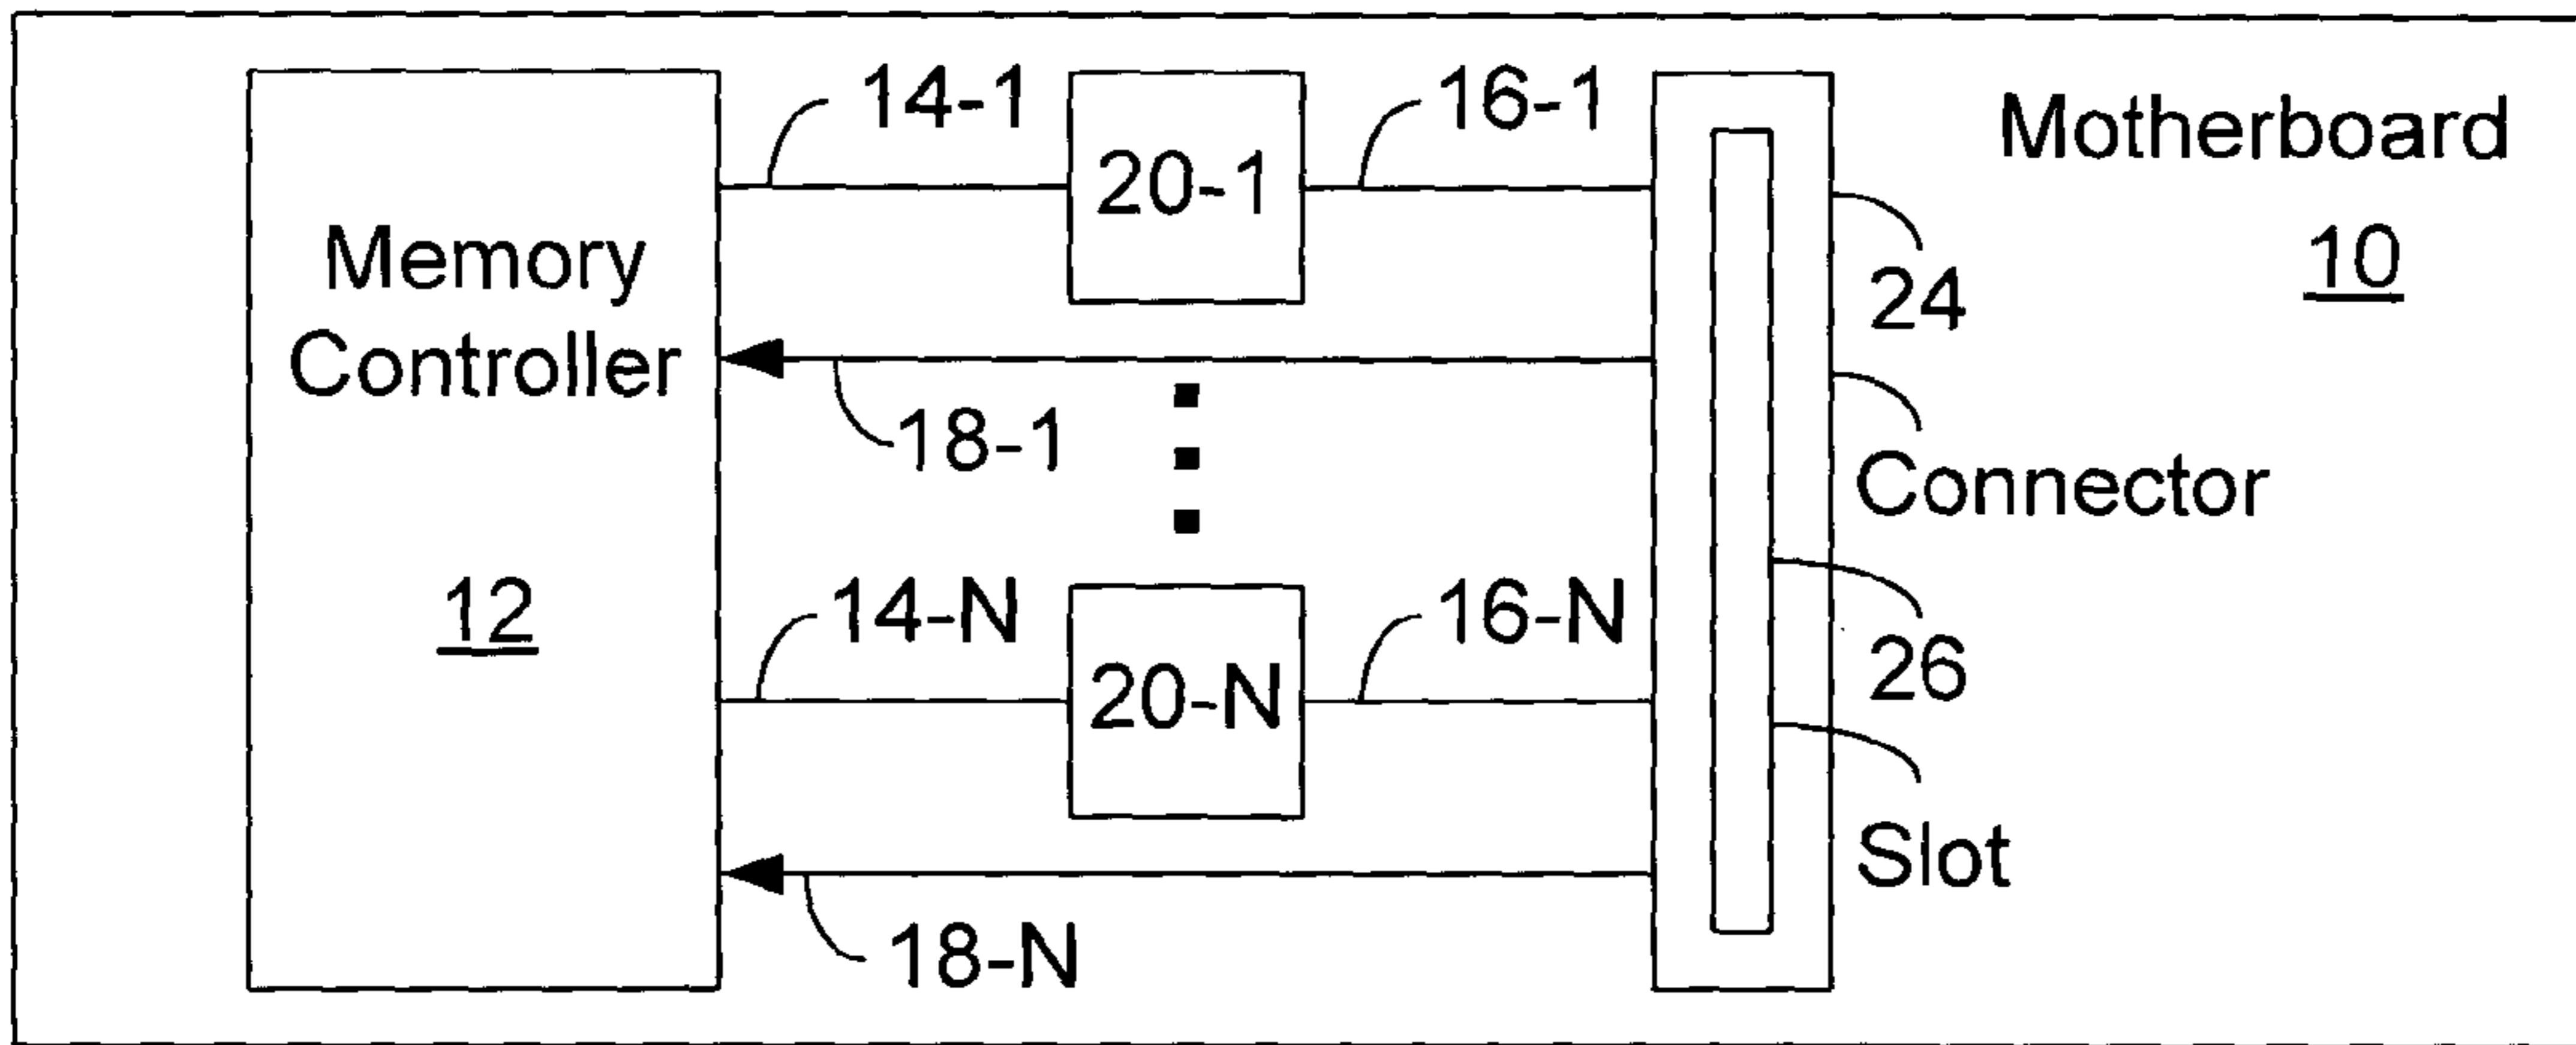 14-1
16-1
Motherboard
10
20-1
24
Memory
Controller
12
18-1
Connector
14-N
16-N
26
20-N
Slot
18-N